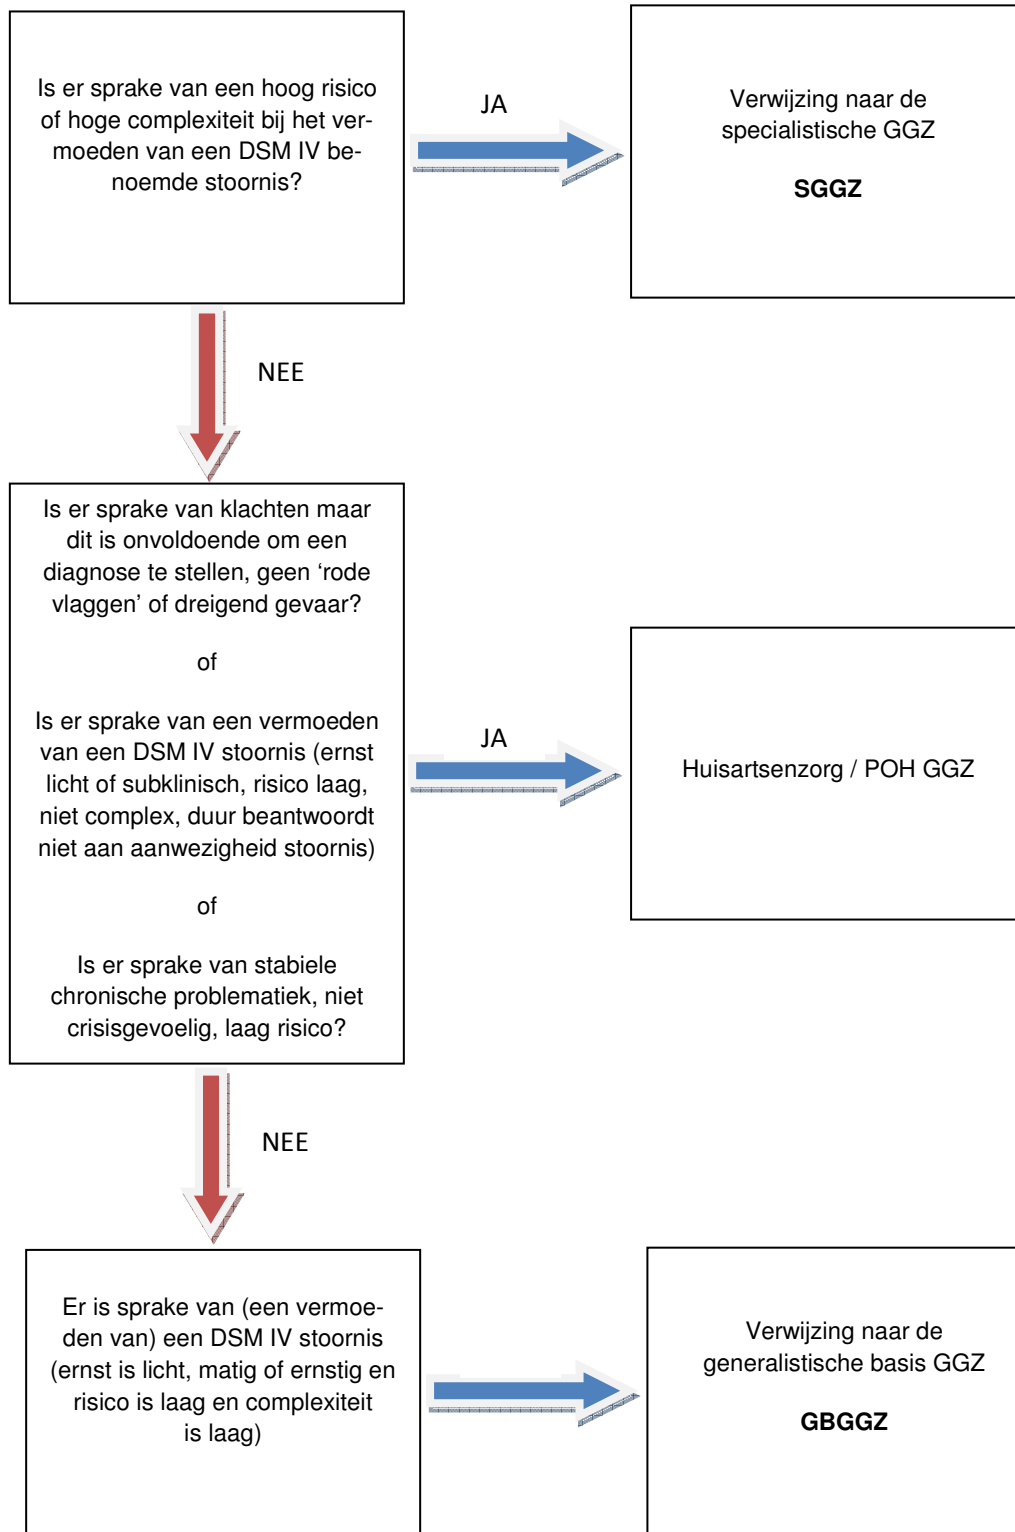 Is er sprake van een hoog risico
of hoge complexiteit bij het ver-
moeden van een DSM IV be-
noemde stoornis?
JA
Verwijzing naar de
specialistische GGZ
SGGZ
NEE
Is er sprake van klachten maar
dit is onvoldoende om een
diagnose te stellen, geen ‘rode
vlaggen’ of dreigend gevaar?
of
Is er sprake van een vermoeden
van een DSM IV stoornis (ernst
licht of subklinisch, risico laag,
niet complex, duur beantwoordt
niet aan aanwezigheid stoornis)
of
Is er sprake van stabiele
chronische problematiek, niet
crisisgevoelig, laag risico?
JA
Huisartsenzorg / POH GGZ
NEE
Er is sprake van (een vermoe-
den van) een DSM IV stoornis
(ernst is licht, matig of ernstig en
risico is laag en complexiteit
is laag)
Verwijzing naar de
generalistische basis GGZ
GBGGZ